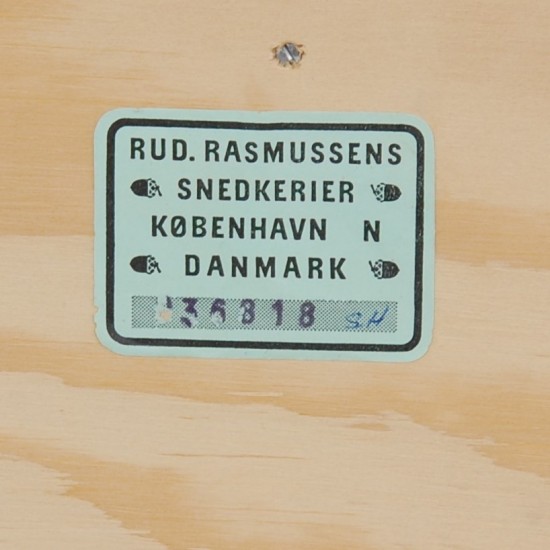 RUD. RASMUSSENS
SNEDKERIER
KØBENHAVN N
DANMARK
SH